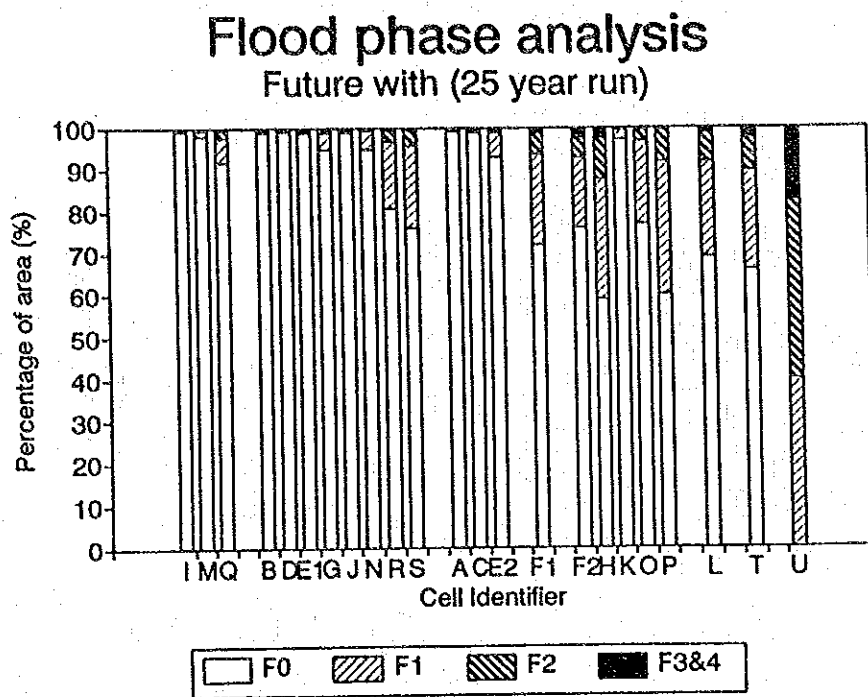 Flood phase analysis
Future with (25 year run)
100
90
80
70
60
50
40
30
20
10
0
Percentage of area (%)
I M Q B D E1 G J N R S A C E2 F1 F2 H K O P L T U
Cell Identifier
F0 F1 F2 F3&4